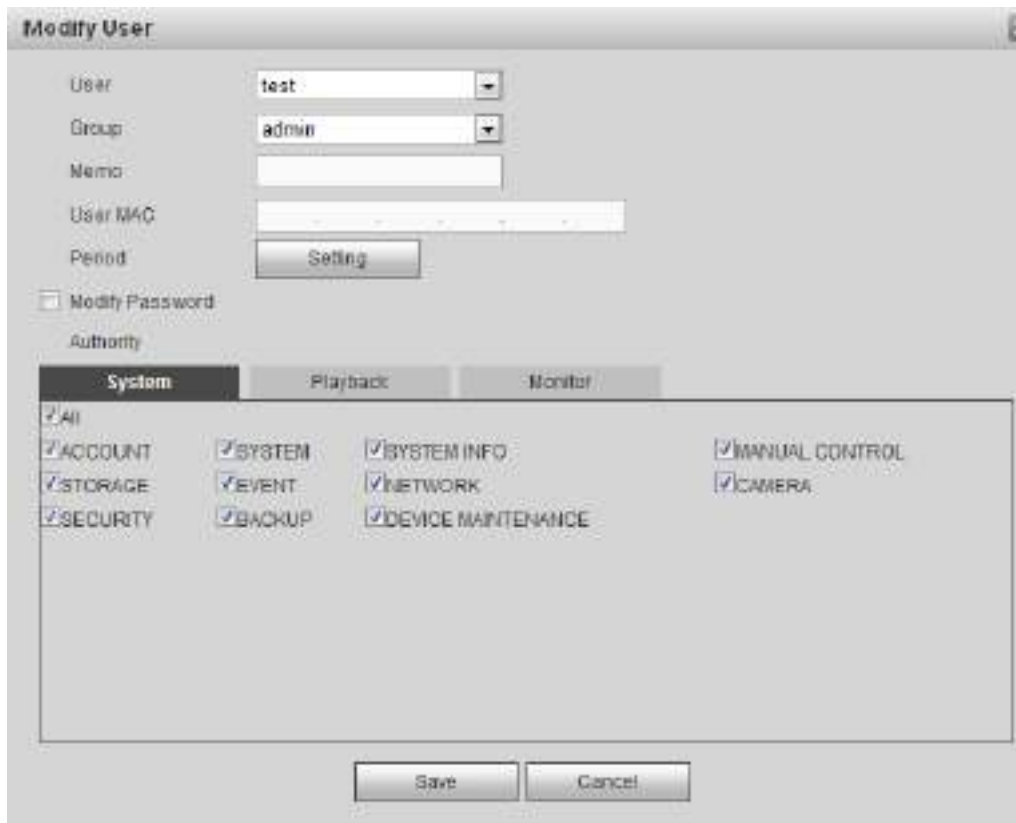 Modify User
User test
Group admin
Memo
User MAC
Period Setting
Modify Password
Authority
System Playback Monitor
All
ACCOUNT SYSTEM SYSTEM INFO MANUAL CONTROL
STORAGE EVENT NETWORK CAMERA
SECURITY BACKUP DEVICE MAINTENANCE
Save Cancel